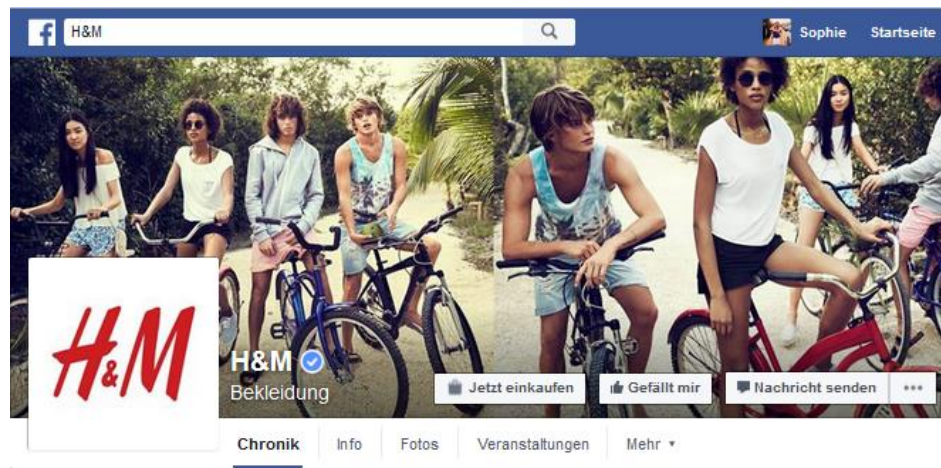 H&M
Sophie Startseite
H&M
H&M
Bekleidung
Jetzt einkaufen Gefällt mir Nachricht senden
Chronik Info Fotos Veranstaltungen Mehr